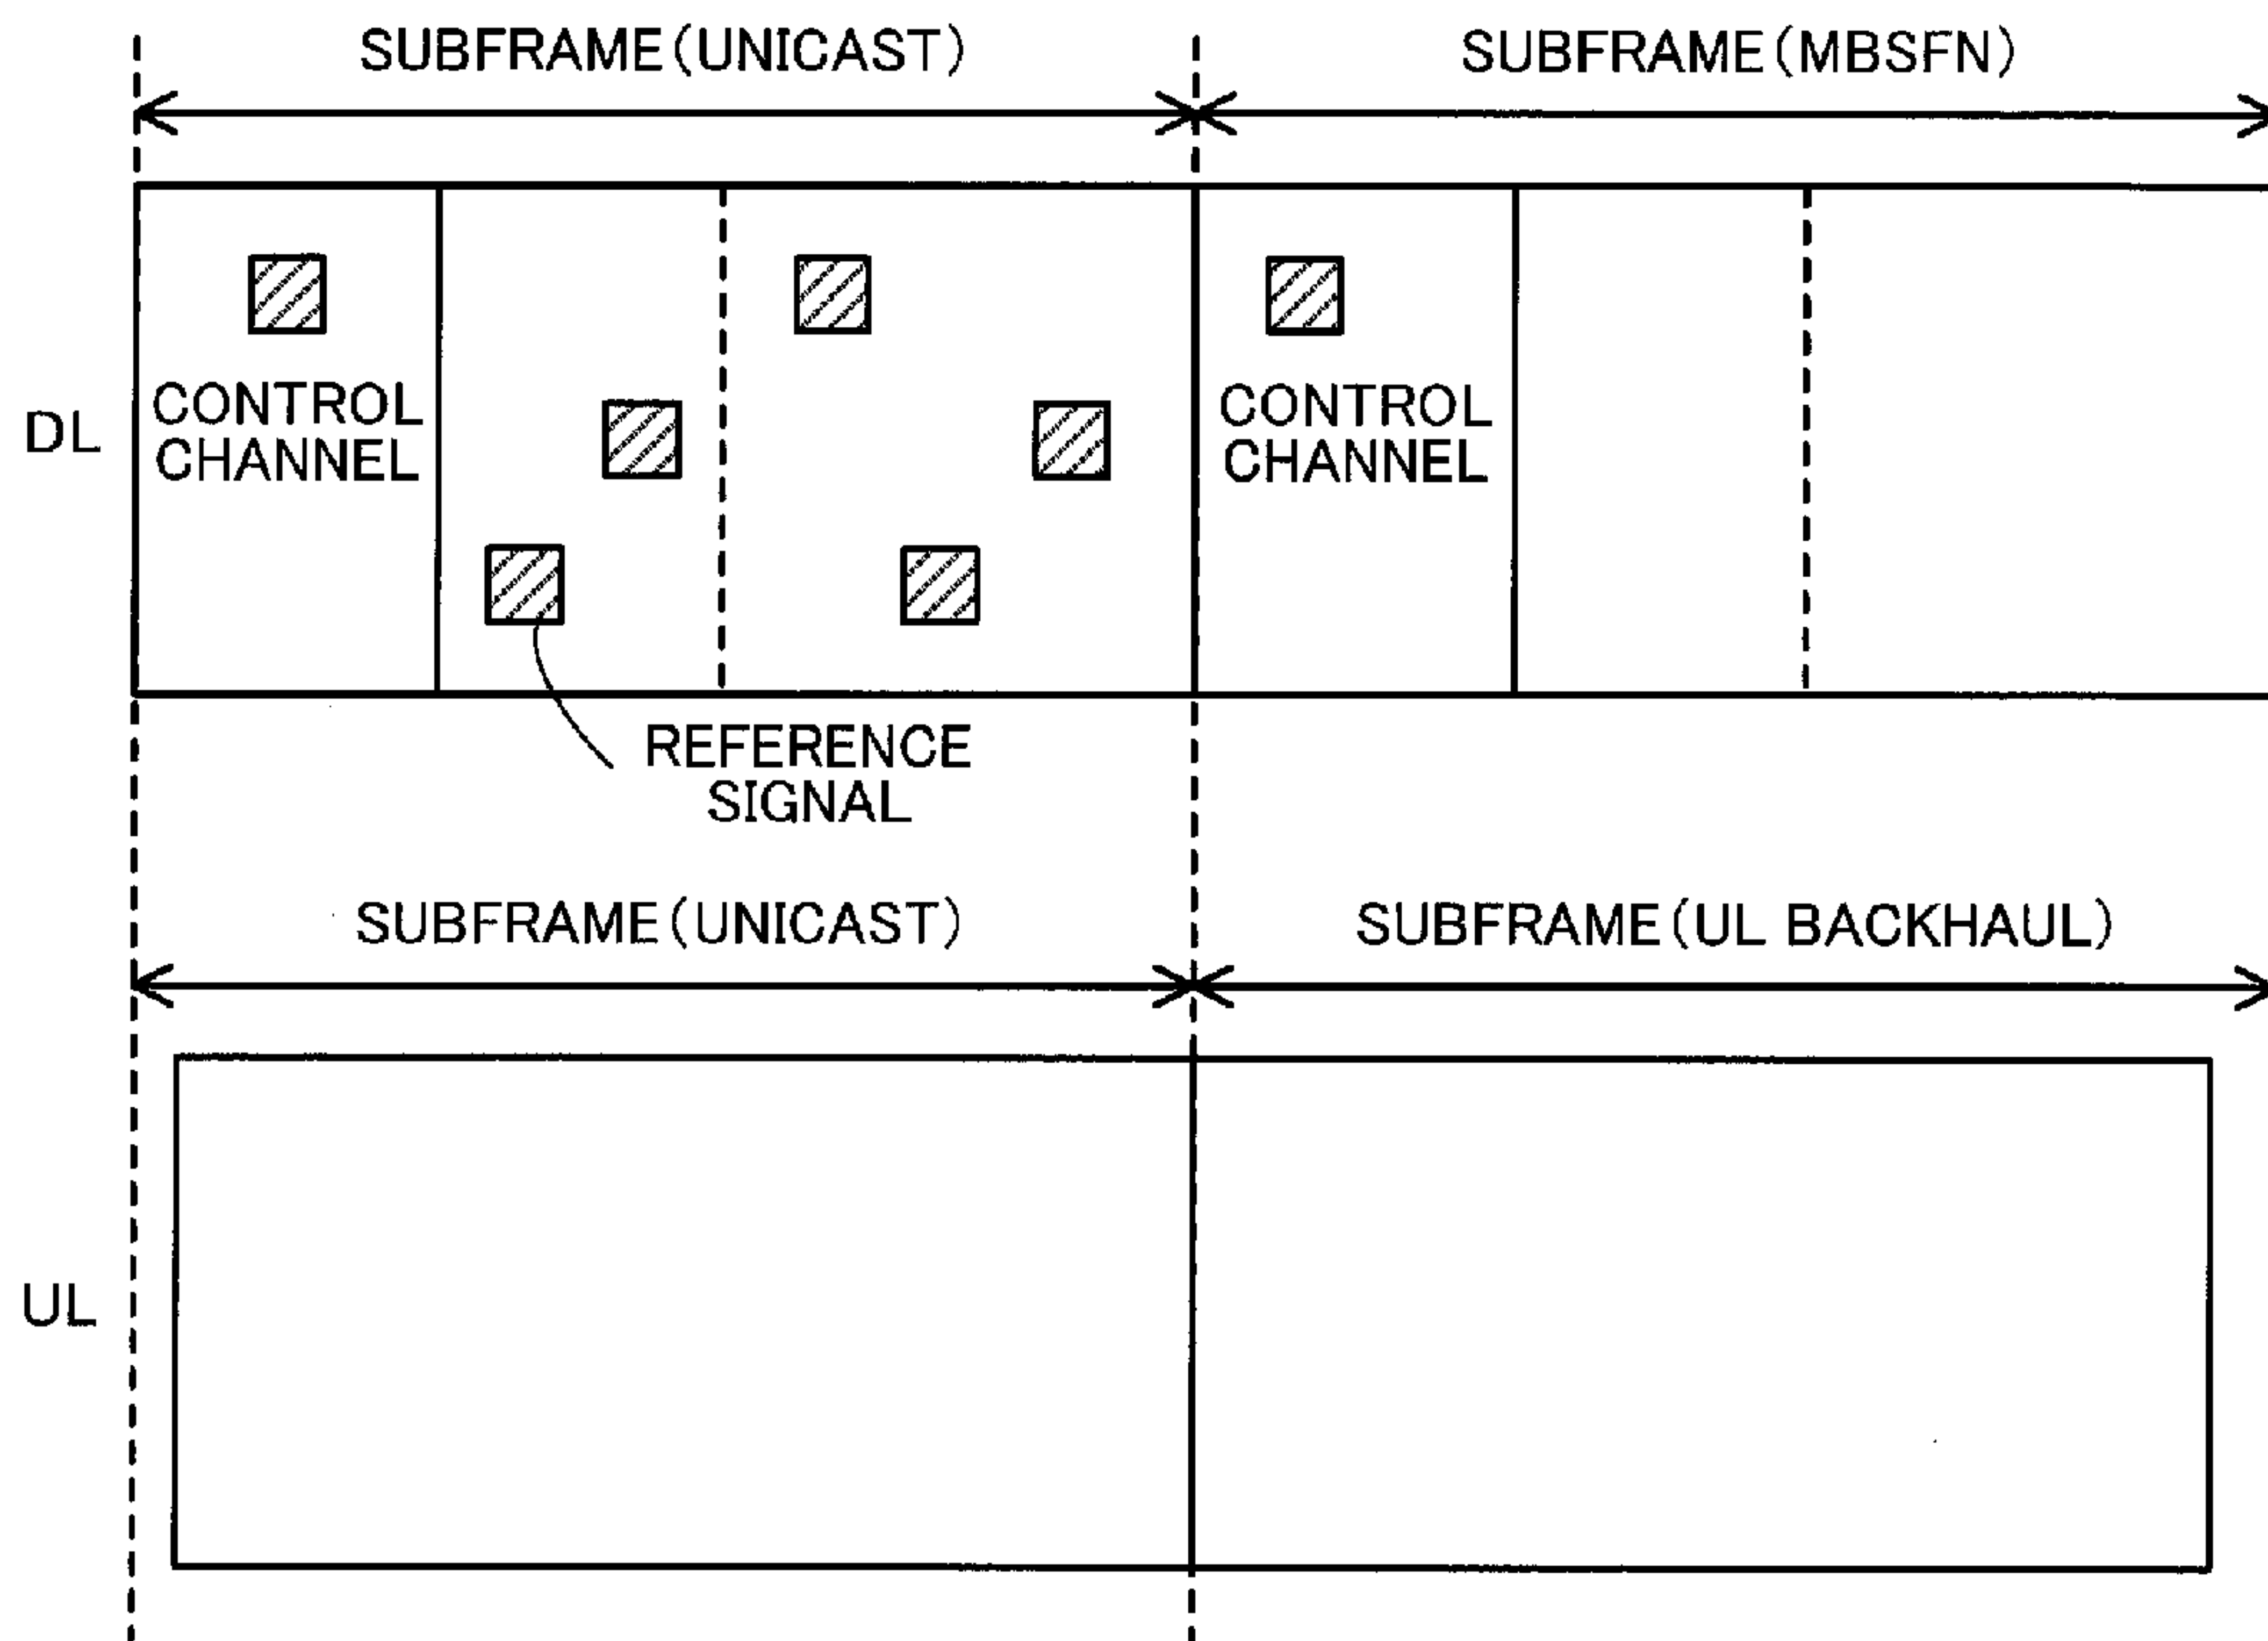 SUBFRAME(UNICAST)
SUBFRAME(MBSFN)
DL
CONTROL
CHANNEL
CONTROL
CHANNEL
REFERENCE
SIGNAL
SUBFRAME(UNICAST)
SUBFRAME(UL BACKHAUL)
UL